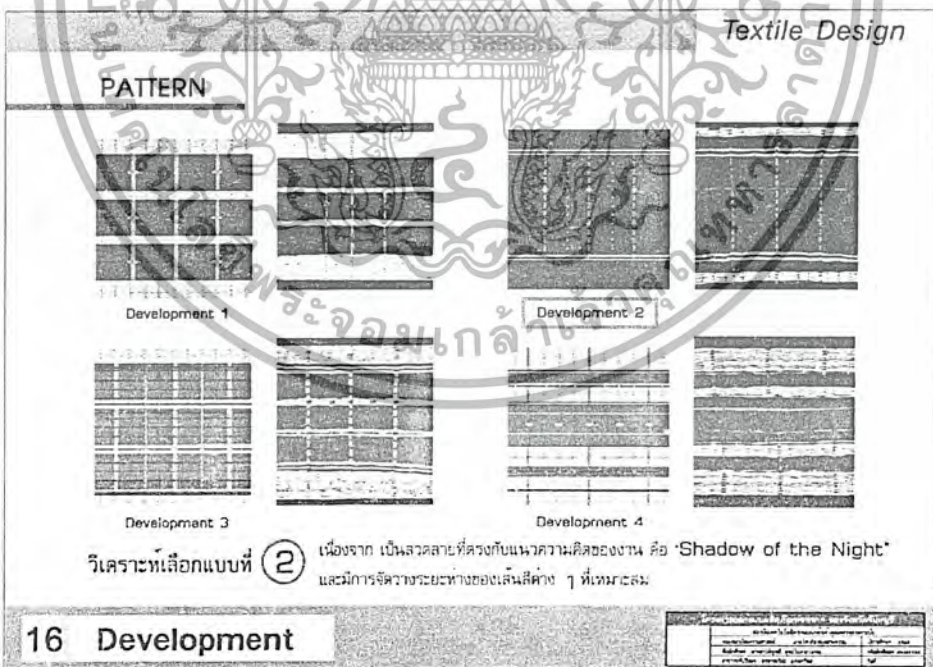 Textile Design
PATTERN
Development 1
Development 2
Development 3
Development 4
วิเคราะห์เลือกแบบที่ 2 เนื่องจาก เป็นลวดลายที่ตรงกับแนวความคิดของงาน คือ "Shadow of the Night"
และมีการจัดวางระยะห่างของเส้นสีต่าง ๆ ที่เหมาะสม
16 Development